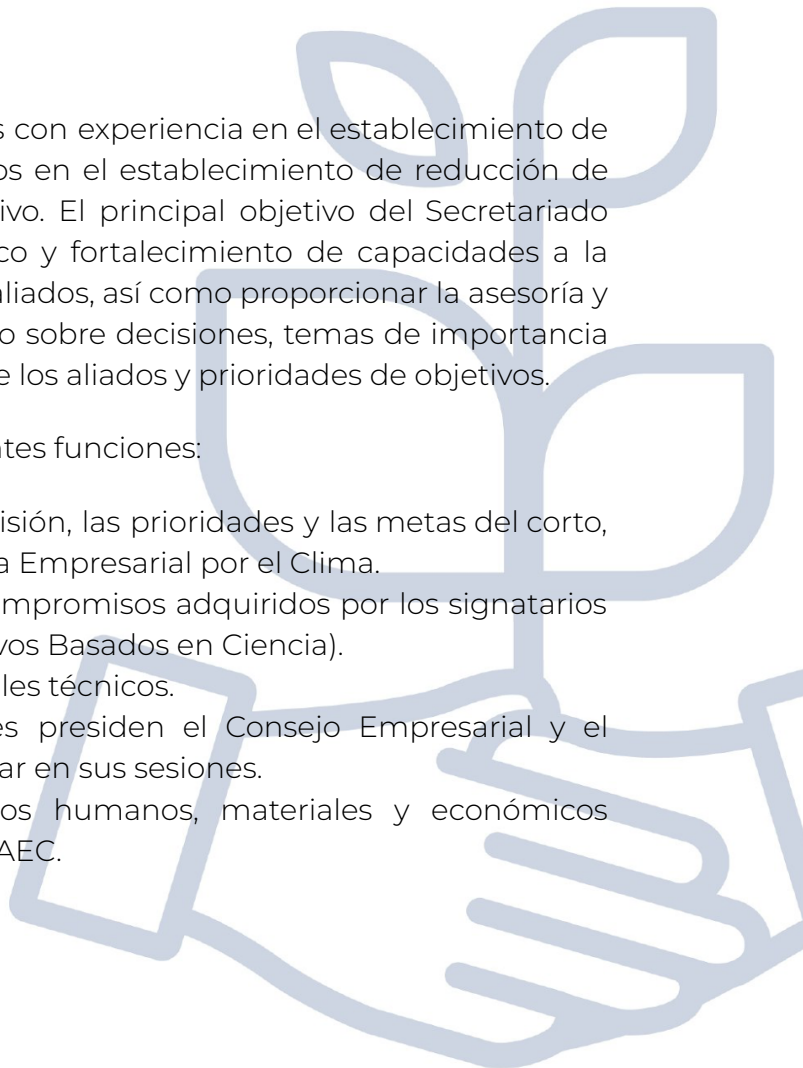 s con experiencia en el establecimiento de
os en el establecimiento de reducción de
ivo. El principal objetivo del Secretariado
co y fortalecimiento de capacidades a la
aliados, así como proporcionar la asesoría y
o sobre decisiones, temas de importancia
e los aliados y prioridades de objetivos.
ntes funciones:
isión, las prioridades y las metas del corto,
a Empresarial por el Clima.
ompromisos adquiridos por los signatarios
vos Basados en Ciencia).
les técnicos.
es presiden el Consejo Empresarial y el
ar en sus sesiones.
os humanos, materiales y económicos
AEC.